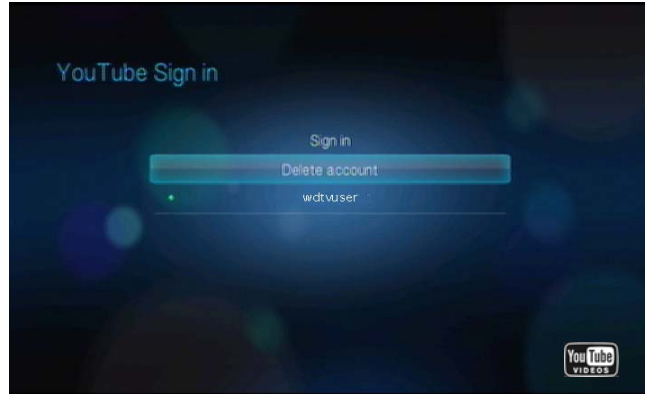 YouTube Sign in
Sign in
Delete account
wdtvuser
You Tube
VIDEOS